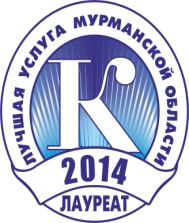 ЛУЧШАЯ УСЛУГА МУРМАНСКОЙ ОБЛАСТИ
К
2014
ЛАУРЕАТ